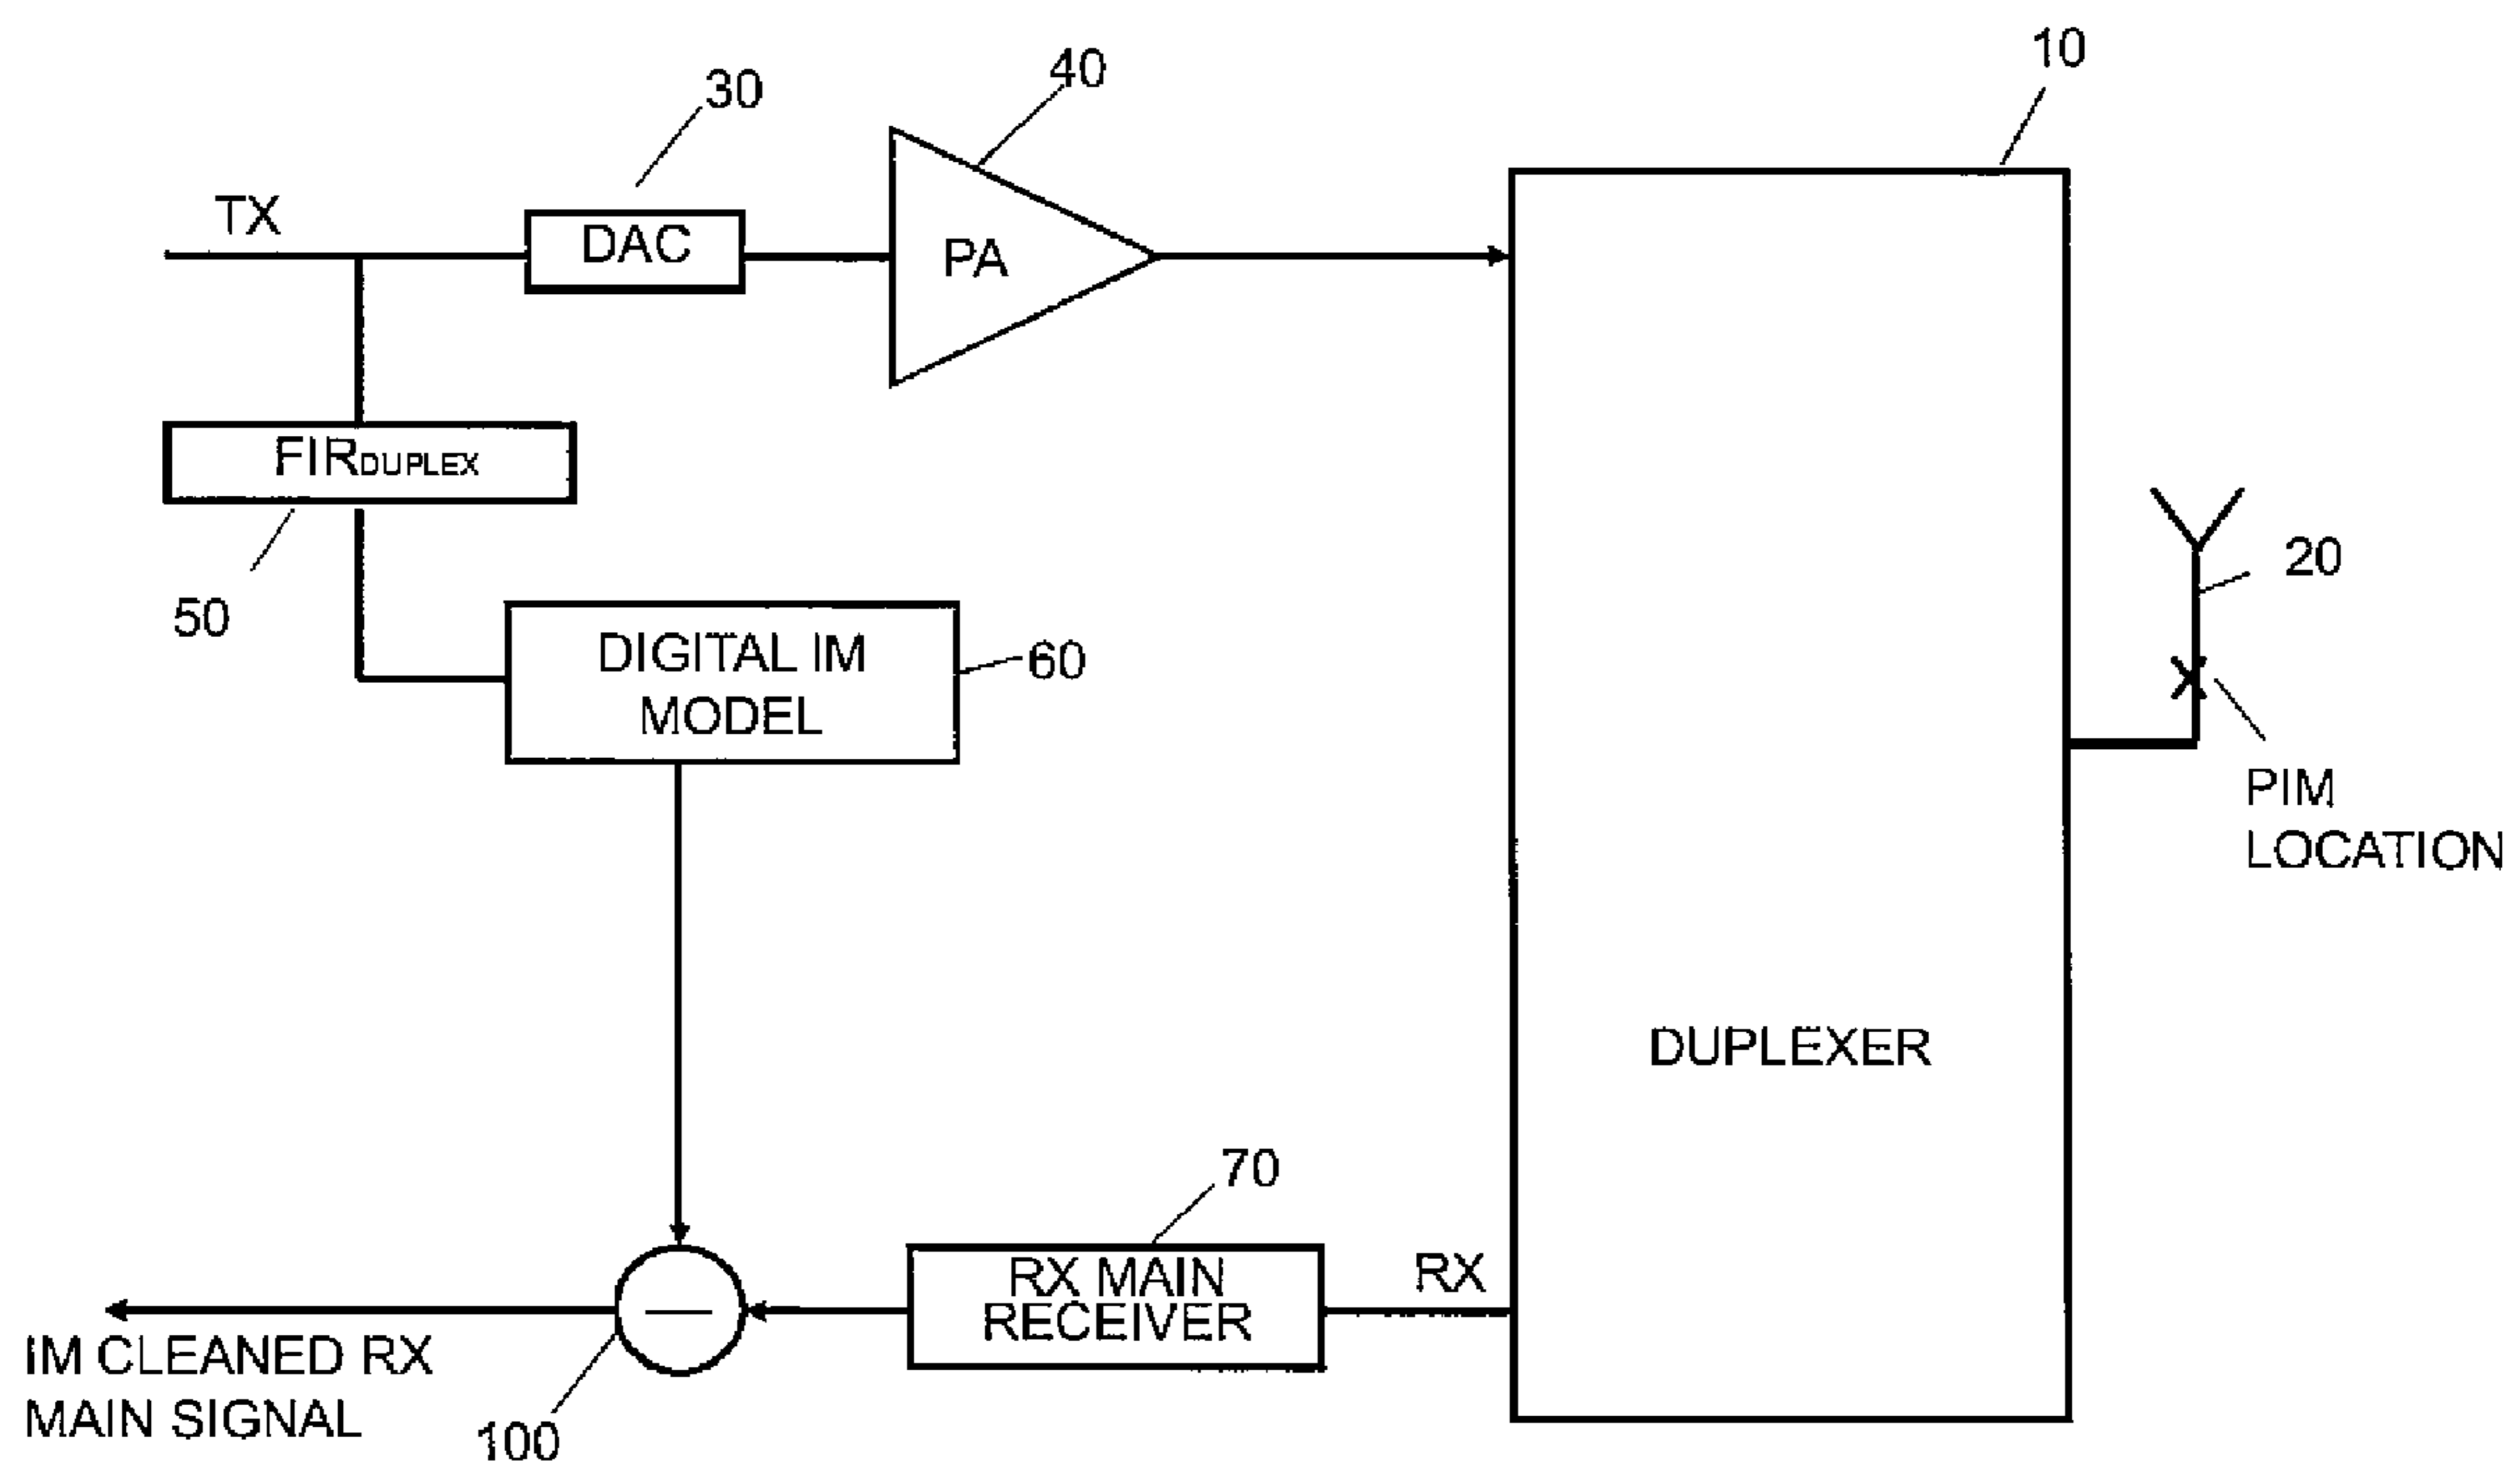 10
40
30
TX
DAC
PA
FIRDUPLEX
20
50
DIGITAL IM
MODEL
60
PIM
LOCATION
DUPLEXER
70
RX MAIN
RECEIVER
RX
—
IM CLEANED RX
MAIN SIGNAL
100